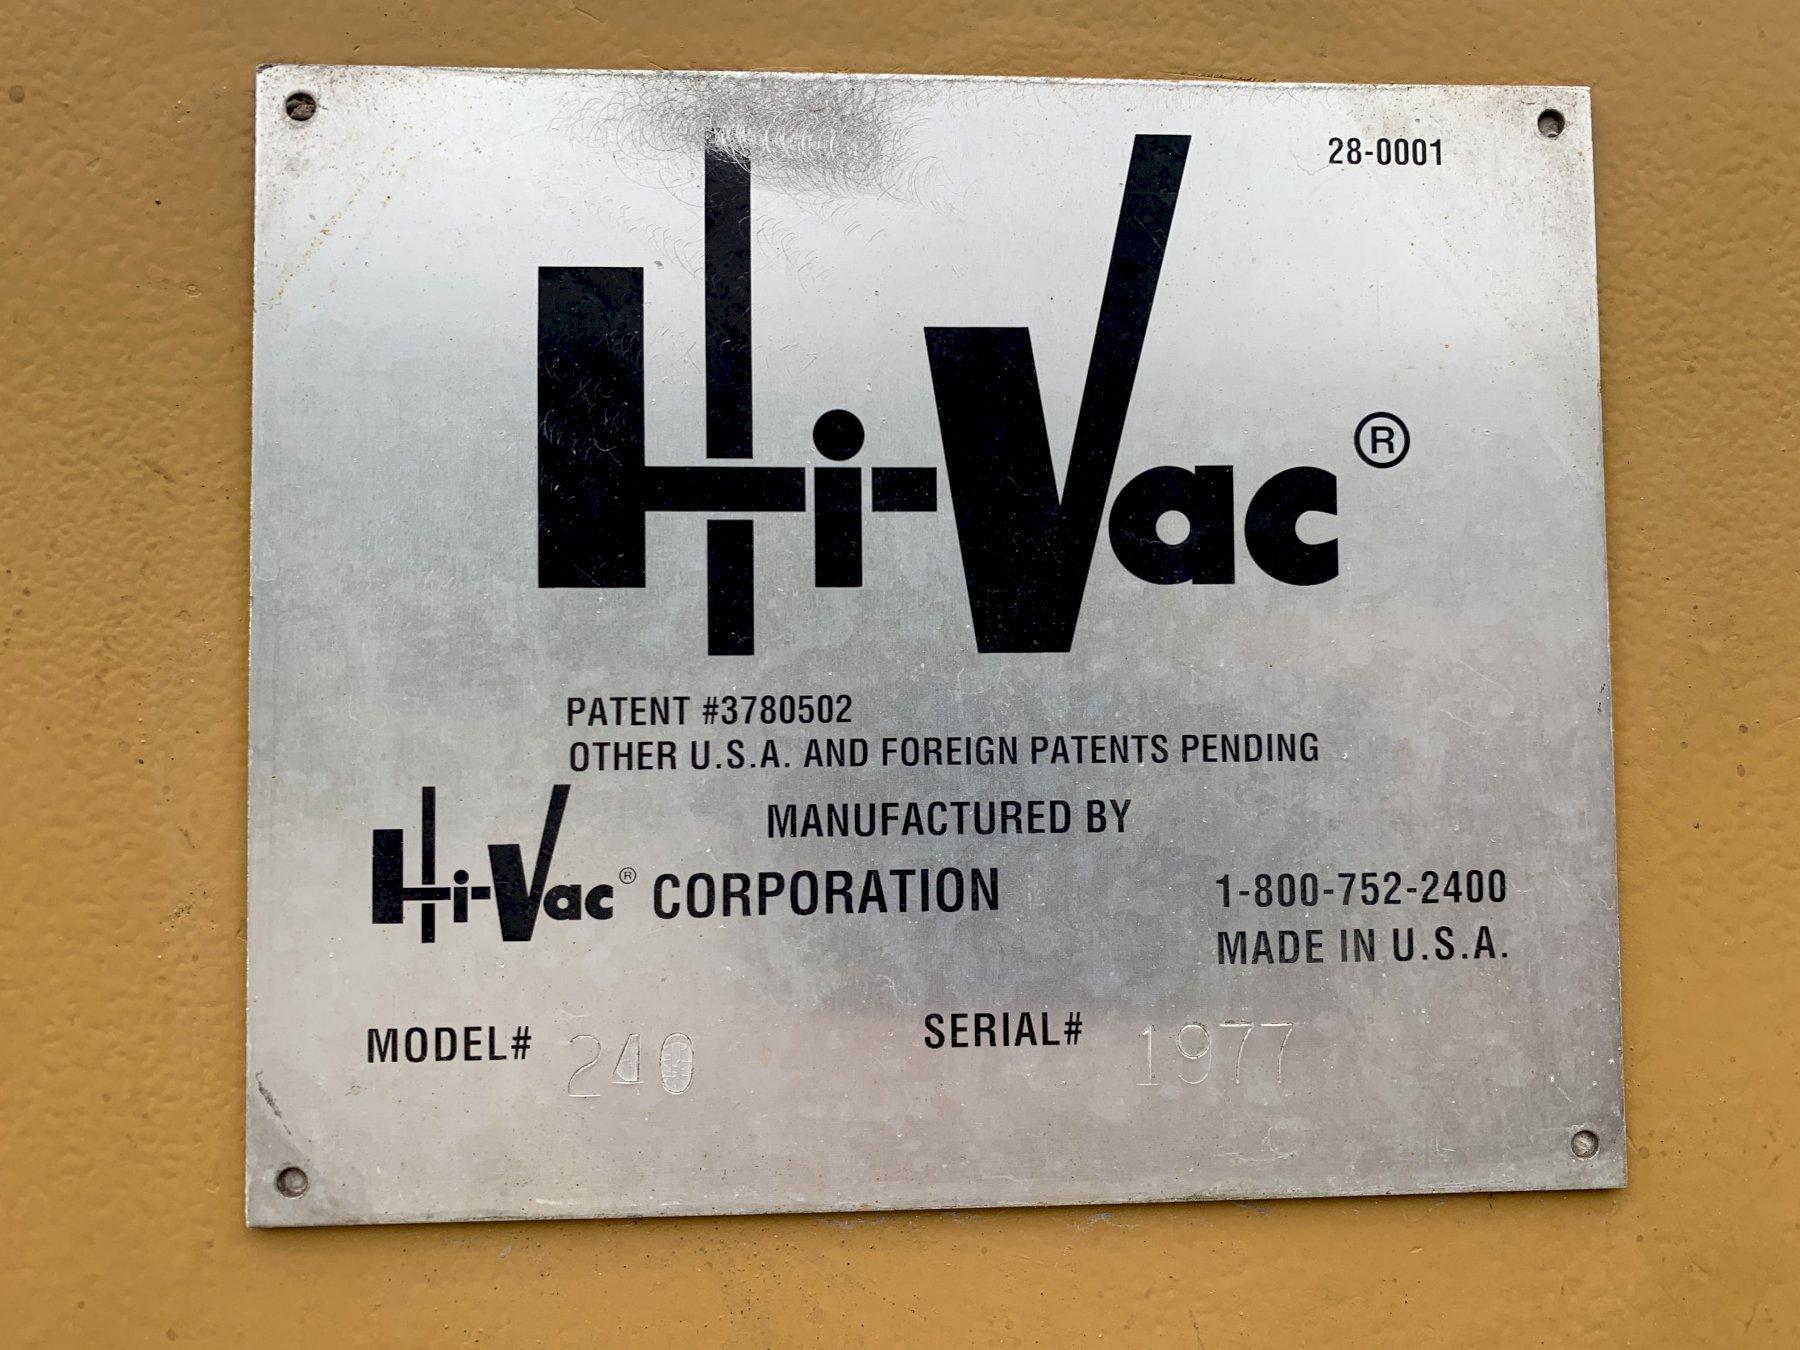 28-0001
Hi-Vac ®
PATENT #3780502
OTHER U.S.A. AND FOREIGN PATENTS PENDING
MANUFACTURED BY
Hi-Vac ® CORPORATION
1-800-752-2400
MADE IN U.S.A.
MODEL# 240
SERIAL# 1977